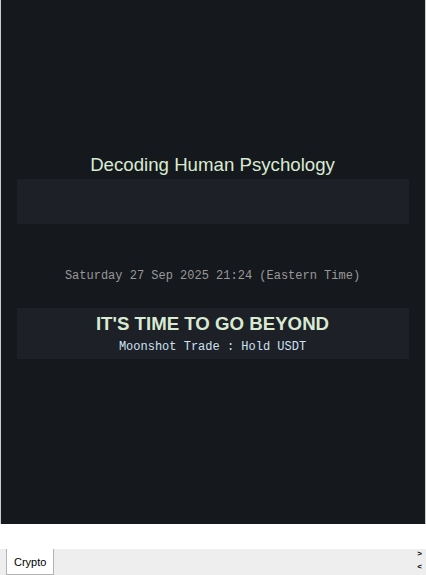 Decoding Human Psychology
Saturday 27 Sep 2025 21:24 (Eastern Time)
IT'S TIME TO GO BEYOND
Moonshot Trade : Hold USDT
>
Crypto
<